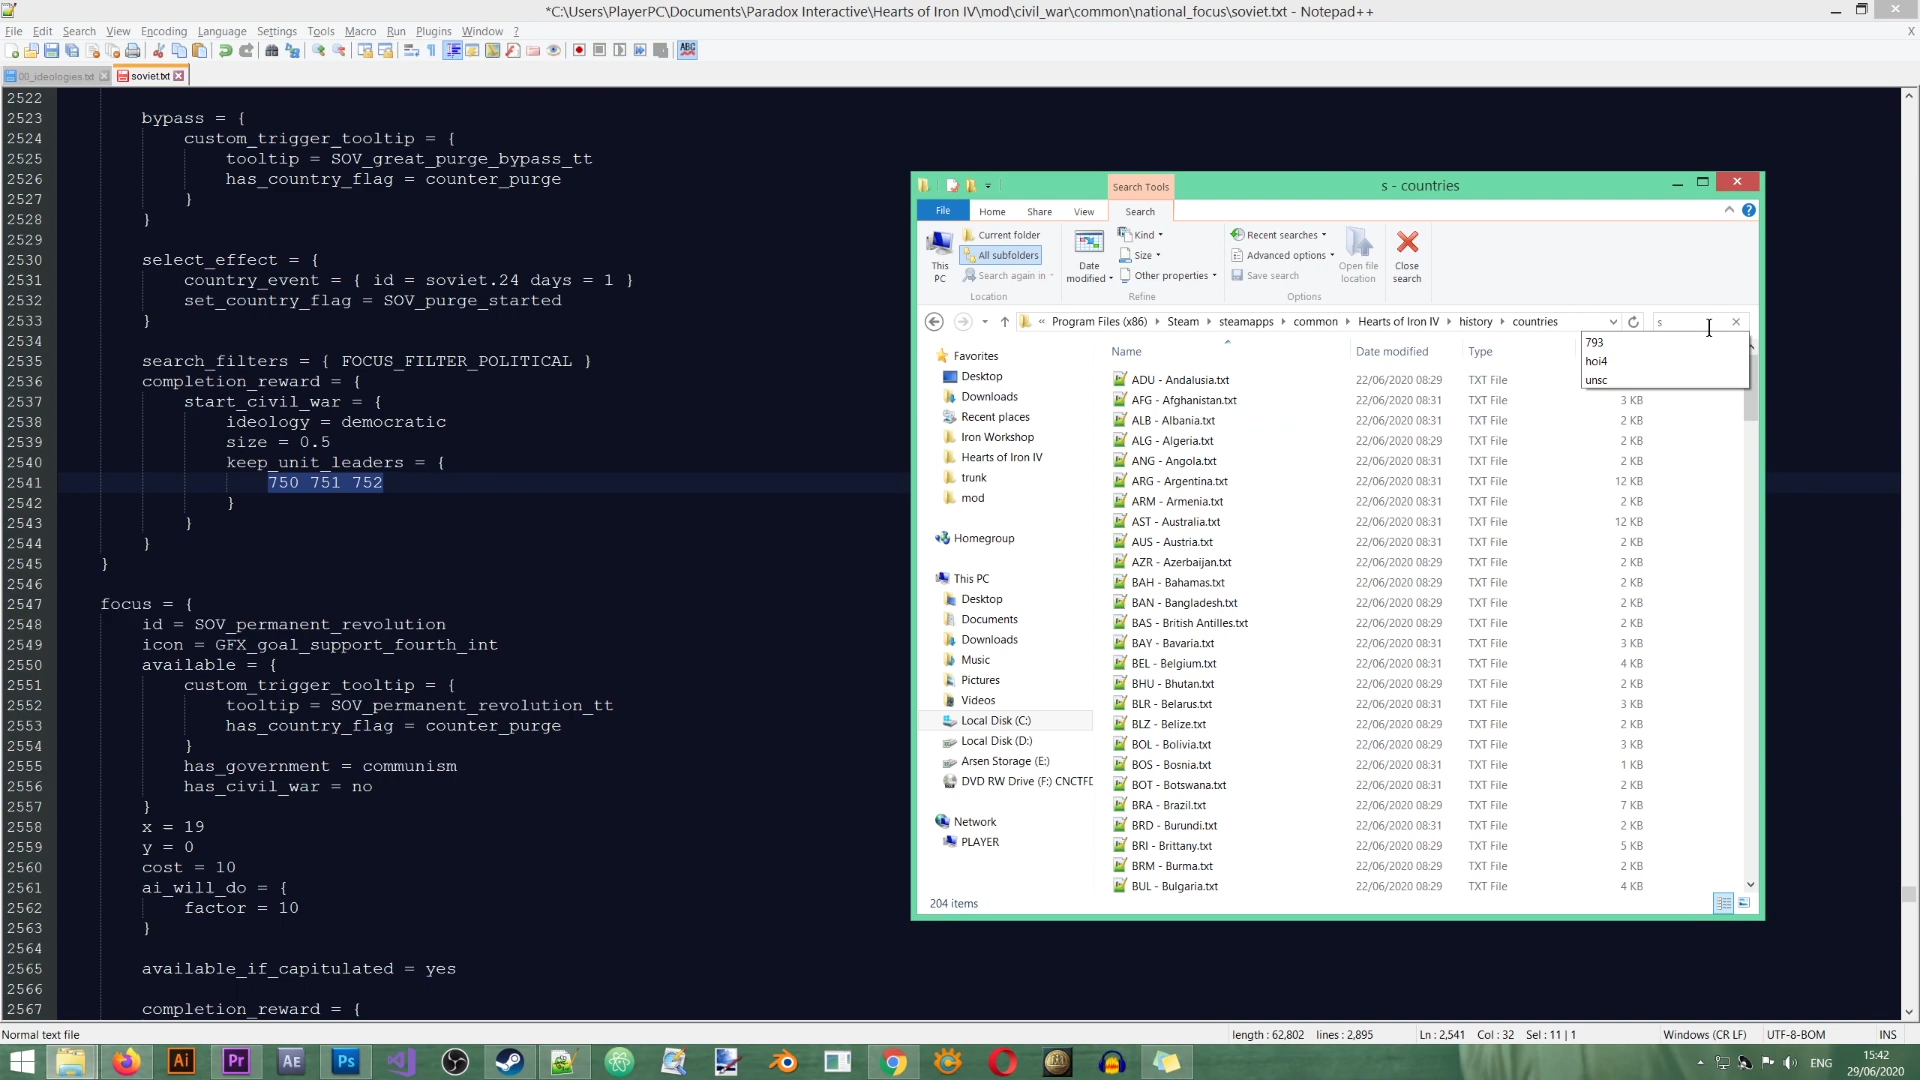 *C:\Users\PlayerPC\Documents\Paradox Interactive\Hearts of Iron IV\mod\civil_war\common\national_focus\soviet.txt - Notepad++
File Edit Search View Encoding Language Settings Tools Macro Run Plugins Window ? X
00_ideologies.txt soviet.txt
2522
2523 bypass = {
2524 custom_trigger_tooltip = {
2525 tooltip = SOV_great_purge_bypass_tt
2526 has_country_flag = counter_purge
2527 }
2528 }
2529
2530 select_effect = {
2531 country_event = { id = soviet.24 days = 1 }
2532 set_country_flag = SOV_purge_started
2533 }
2534
2535 search_filters = { FOCUS_FILTER_POLITICAL }
2536 completion_reward = {
2537 start_civil_war = {
2538 ideology = democratic
2539 size = 0.5
2540 keep_unit_leaders = {
2541 750 751 752
2542 }
2543 }
2544 }
2545 }
2546
2547 focus = {
2548 id = SOV_permanent_revolution
2549 icon = GFX_goal_support_fourth_int
2550 available = {
2551 custom_trigger_tooltip = {
2552 tooltip = SOV_permanent_revolution_tt
2553 has_country_flag = counter_purge
2554 }
2555 has_government = communism
2556 has_civil_war = no
2557 }
2558 x = 19
2559 y = 0
2560 cost = 10
2561 ai_will_do = {
2562 factor = 10
2563 }
2564
2565 available_if_capitulated = yes
2566
2567 completion_reward = {
Search Tools s - countries
File Home Share View Search
This PC
Current folder
All subfolders
Search again in
Location
Date modified
Kind
Size
Other properties
Refine
Recent searches
Advanced options
Save search
Options
Open file location
Close search
« Program Files (x86) Steam steamapps common Hearts of Iron IV history countries s
793
hoi4
unsc
Favorites
Desktop
Downloads
Recent places
Iron Workshop
Hearts of Iron IV
trunk
mod
Homegroup
This PC
Desktop
Documents
Downloads
Music
Pictures
Videos
Local Disk (C:)
Local Disk (D:)
Arsen Storage (E:)
DVD RW Drive (F:) CNCTFD
Network
PLAYER
Name Date modified Type
ADU - Andalusia.txt 22/06/2020 08:29 TXT File
AFG - Afghanistan.txt 22/06/2020 08:31 TXT File 3 KB
ALB - Albania.txt 22/06/2020 08:31 TXT File 2 KB
ALG - Algeria.txt 22/06/2020 08:29 TXT File 2 KB
ANG - Angola.txt 22/06/2020 08:31 TXT File 2 KB
ARG - Argentina.txt 22/06/2020 08:31 TXT File 12 KB
ARM - Armenia.txt 22/06/2020 08:31 TXT File 2 KB
AST - Australia.txt 22/06/2020 08:31 TXT File 12 KB
AUS - Austria.txt 22/06/2020 08:31 TXT File 2 KB
AZR - Azerbaijan.txt 22/06/2020 08:29 TXT File 2 KB
BAH - Bahamas.txt 22/06/2020 08:29 TXT File 2 KB
BAN - Bangladesh.txt 22/06/2020 08:29 TXT File 2 KB
BAS - British Antilles.txt 22/06/2020 08:29 TXT File 2 KB
BAY - Bavaria.txt 22/06/2020 08:31 TXT File 3 KB
BEL - Belgium.txt 22/06/2020 08:31 TXT File 4 KB
BHU - Bhutan.txt 22/06/2020 08:29 TXT File 2 KB
BLR - Belarus.txt 22/06/2020 08:31 TXT File 3 KB
BLZ - Belize.txt 22/06/2020 08:29 TXT File 2 KB
BOL - Bolivia.txt 22/06/2020 08:29 TXT File 3 KB
BOS - Bosnia.txt 22/06/2020 08:31 TXT File 1 KB
BOT - Botswana.txt 22/06/2020 08:29 TXT File 2 KB
BRA - Brazil.txt 22/06/2020 08:29 TXT File 7 KB
BRD - Burundi.txt 22/06/2020 08:31 TXT File 2 KB
BRI - Brittany.txt 22/06/2020 08:29 TXT File 5 KB
BRM - Burma.txt 22/06/2020 08:29 TXT File 2 KB
BUL - Bulgaria.txt 22/06/2020 08:29 TXT File 4 KB
204 items
Normal text file length : 62,802 lines : 2,895 Ln : 2,541 Col : 32 Sel : 11 | 1 Windows (CR LF) UTF-8-BOM INS
Ai Pr AE Ps ENG 15:42
29/06/2020